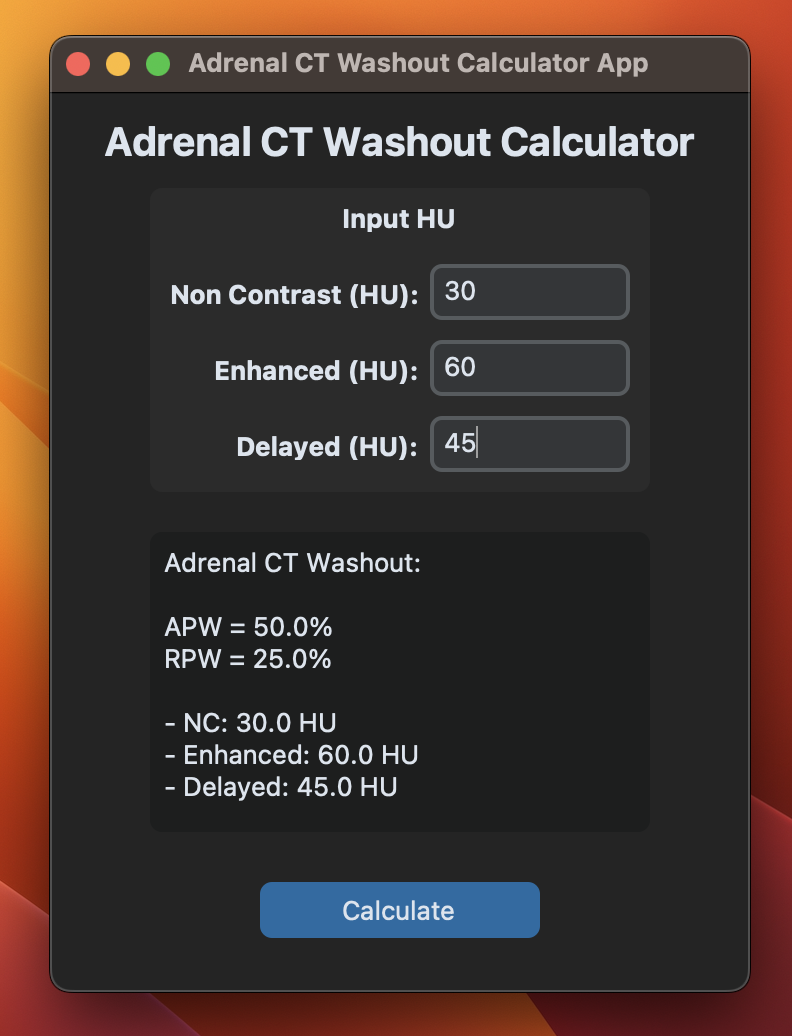 Adrenal CT Washout Calculator App
Adrenal CT Washout Calculator
Input HU
Non Contrast (HU): 30
Enhanced (HU): 60
Delayed (HU): 45
Adrenal CT Washout:
APW = 50.0%
RPW = 25.0%
- NC: 30.0 HU
- Enhanced: 60.0 HU
- Delayed: 45.0 HU
Calculate